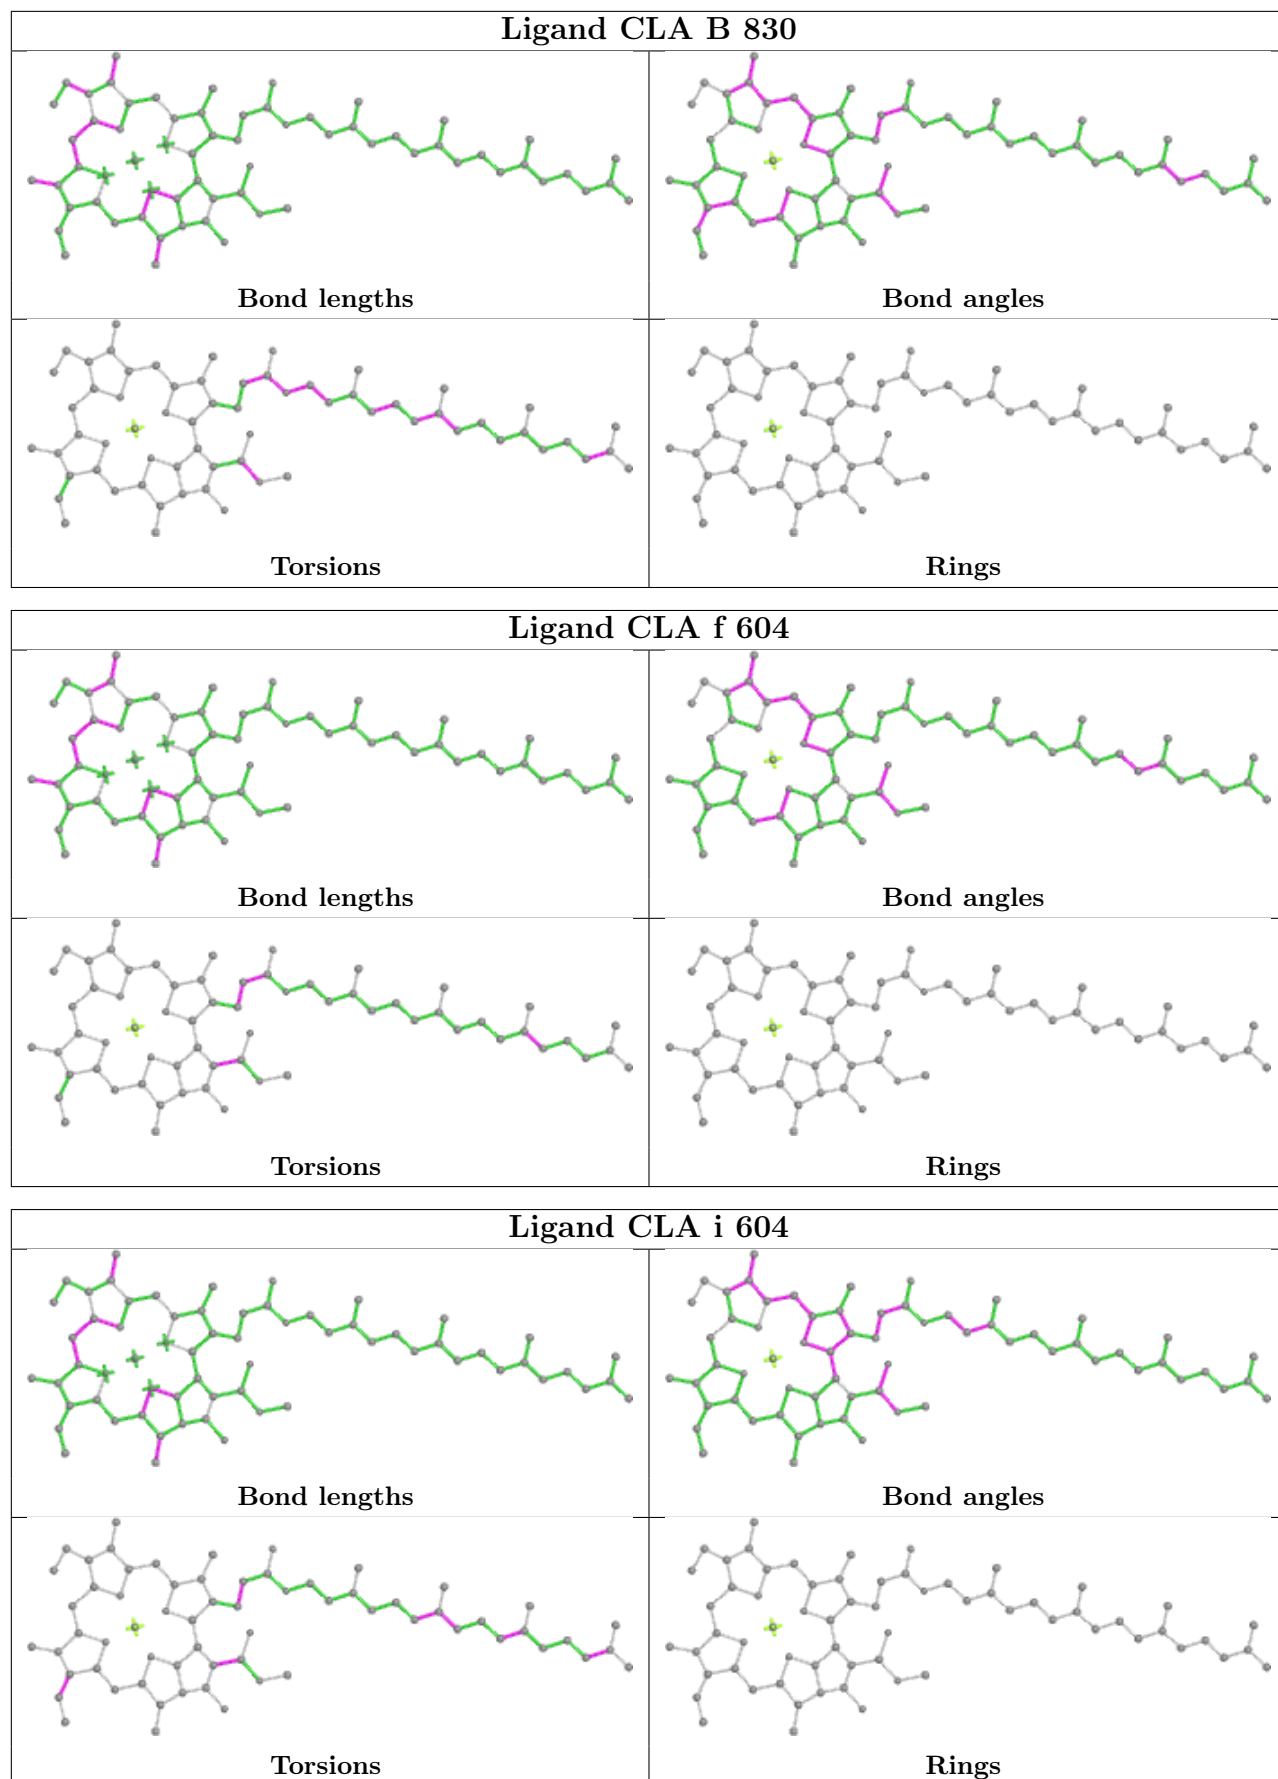 Ligand CLA B 830
Bond lengths
Bond angles
Torsions
Rings
Ligand CLA f 604
Bond lengths
Bond angles
Torsions
Rings
Ligand CLA i 604
Bond lengths
Bond angles
Torsions
Rings